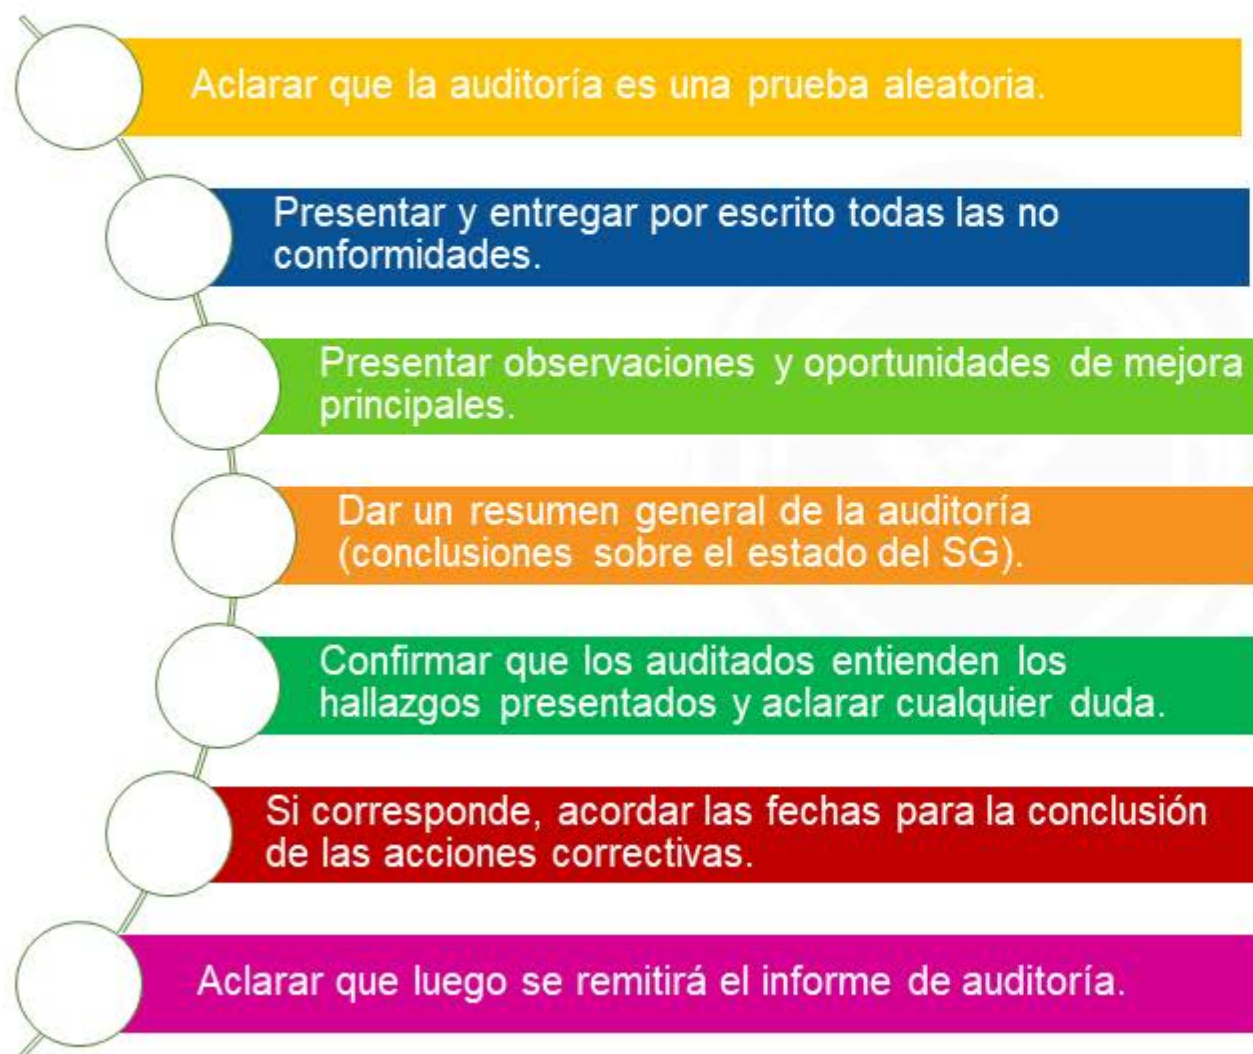 Aclarar que la auditoría es una prueba aleatoria.
Presentar y entregar por escrito todas las no
conformidades.
Presentar observaciones y oportunidades de mejora
principales.
Dar un resumen general de la auditoría
(conclusiones sobre el estado del SG).
Confirmar que los auditados entienden los
hallazgos presentados y aclarar cualquier duda.
Si corresponde, acordar las fechas para la conclusión
de las acciones correctivas.
Aclarar que luego se remitirá el informe de auditoría.